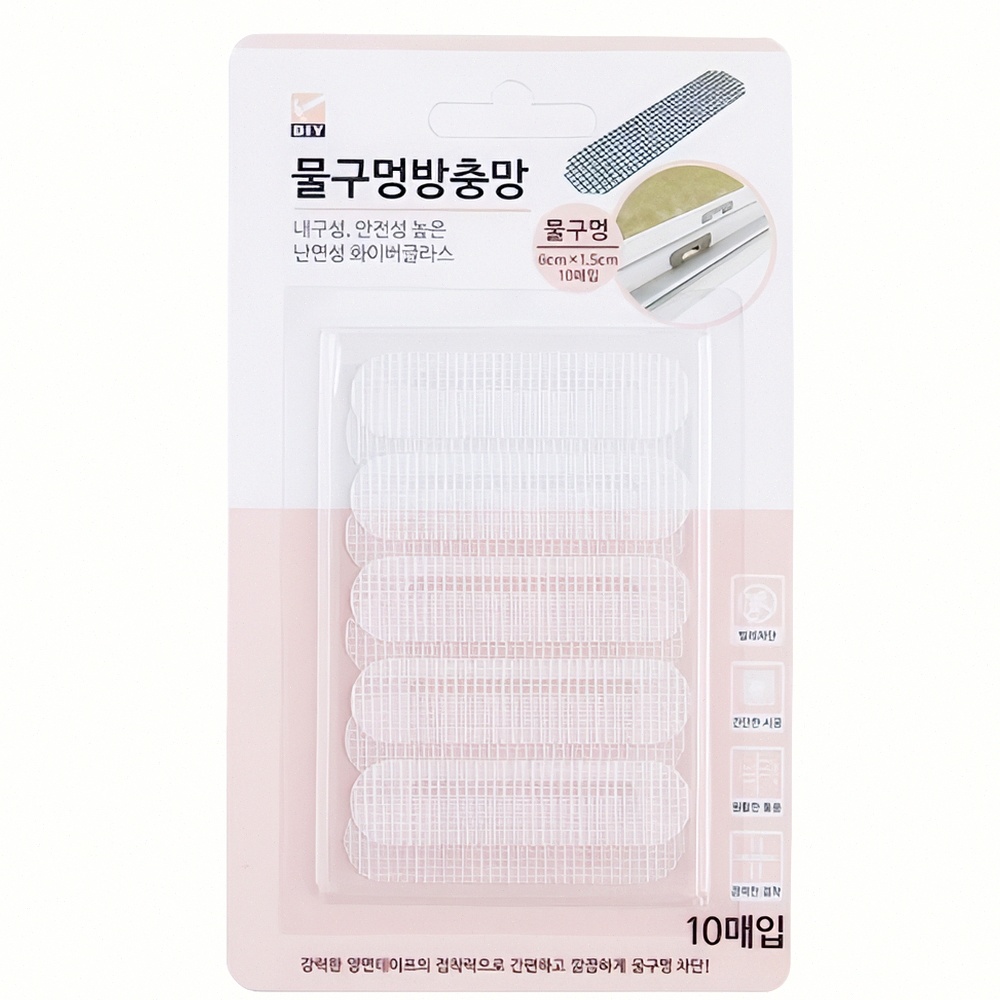 DIY
물구멍방충망
내구성, 안전성 높은
난연성 화이버글라스
물구멍
6cm×1.5cm
10매입
벌레차단
간단한 시공
원활한 통풍
강력한 접착
10매입
강력한 양면테이프의 접착력으로 간편하고 깔끔하게 물구멍 차단!